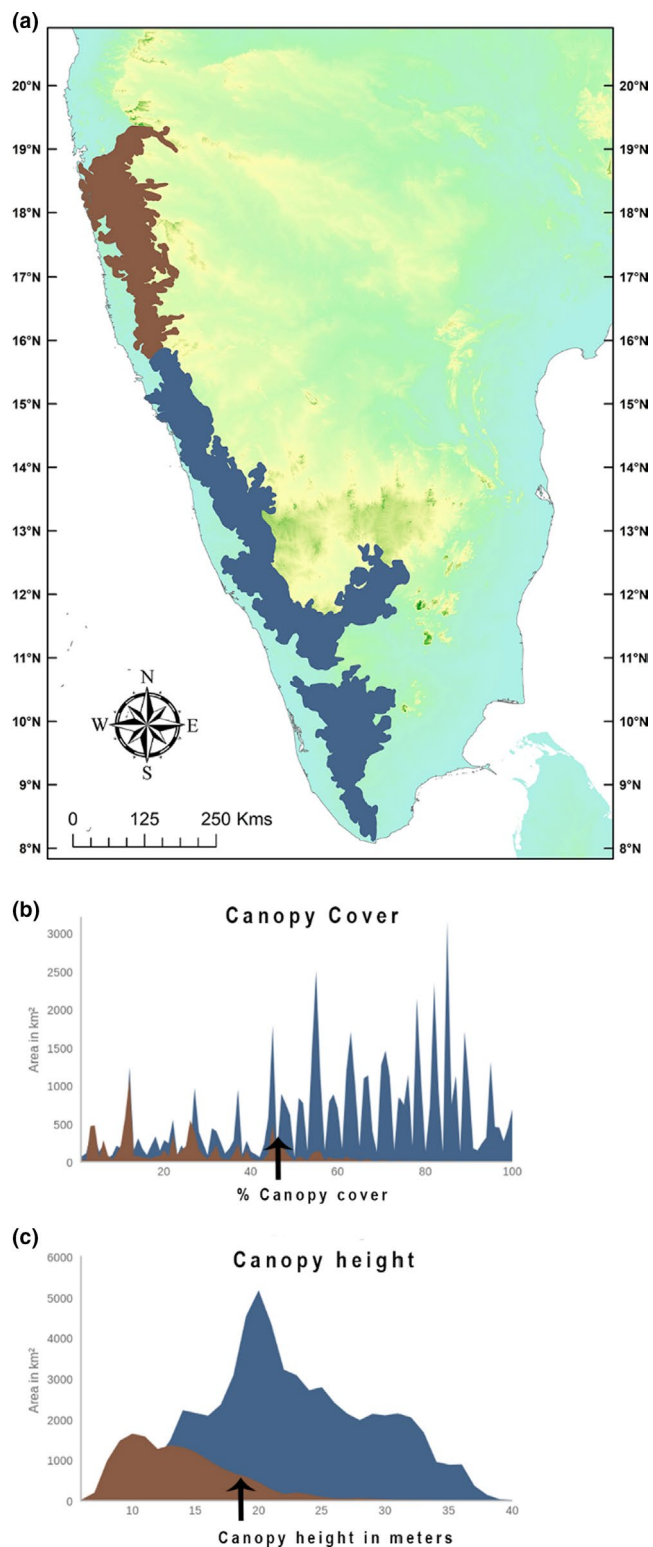 (a)
20°N
20°N
19°N
19°N
18°N
18°N
17°N
17°N
16°N
16°N
15°N
15°N
14°N
14°N
13°N
13°N
12°N
12°N
11°N
11°N
10°N
10°N
9°N
9°N
8°N
8°N
N
W E
S
0 125 250 Kms
(b)
Canopy Cover
Area in km²
3000
2500
2000
1500
1000
500
0
20 40 60 80 100
% Canopy cover
(c)
Canopy height
Area in km²
6000
5000
4000
3000
2000
1000
0
10 15 20 25 30 35 40
Canopy height in meters